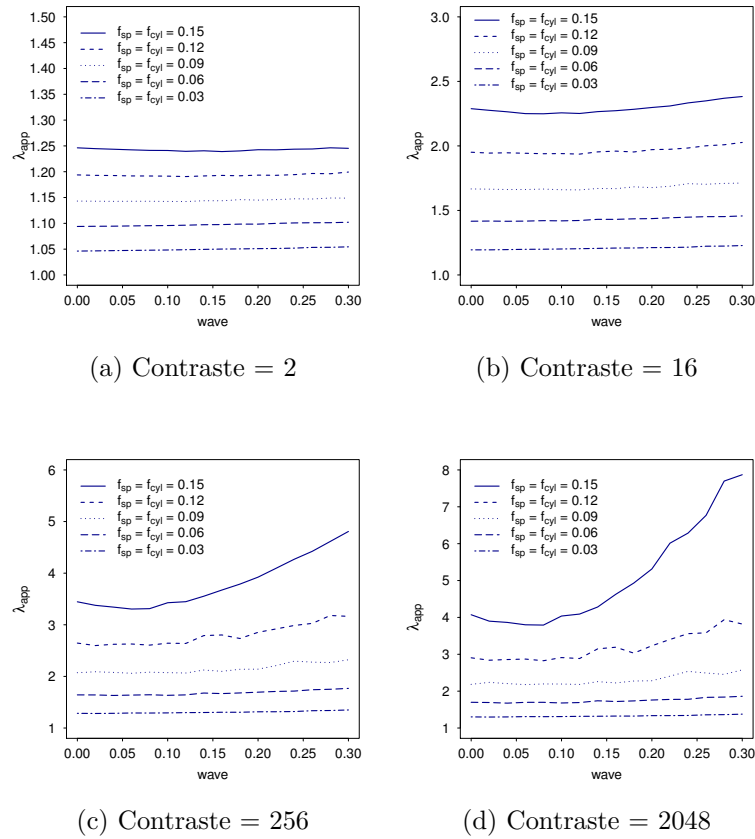 1.50
1.45
1.40
1.35
1.30
1.25
1.20
1.15
1.10
1.05
1.00
λapp
fsp = fcyl = 0.15
fsp = fcyl = 0.12
fsp = fcyl = 0.09
fsp = fcyl = 0.06
fsp = fcyl = 0.03
0.00 0.05 0.10 0.15 0.20 0.25 0.30
wave
(a) Contraste = 2
3.0
2.5
2.0
1.5
1.0
λapp
fsp = fcyl = 0.15
fsp = fcyl = 0.12
fsp = fcyl = 0.09
fsp = fcyl = 0.06
fsp = fcyl = 0.03
0.00 0.05 0.10 0.15 0.20 0.25 0.30
wave
(b) Contraste = 16
6
5
4
3
2
1
λapp
fsp = fcyl = 0.15
fsp = fcyl = 0.12
fsp = fcyl = 0.09
fsp = fcyl = 0.06
fsp = fcyl = 0.03
0.00 0.05 0.10 0.15 0.20 0.25 0.30
wave
(c) Contraste = 256
8
7
6
5
4
3
2
1
λapp
fsp = fcyl = 0.15
fsp = fcyl = 0.12
fsp = fcyl = 0.09
fsp = fcyl = 0.06
fsp = fcyl = 0.03
0.00 0.05 0.10 0.15 0.20 0.25 0.30
wave
(d) Contraste = 2048